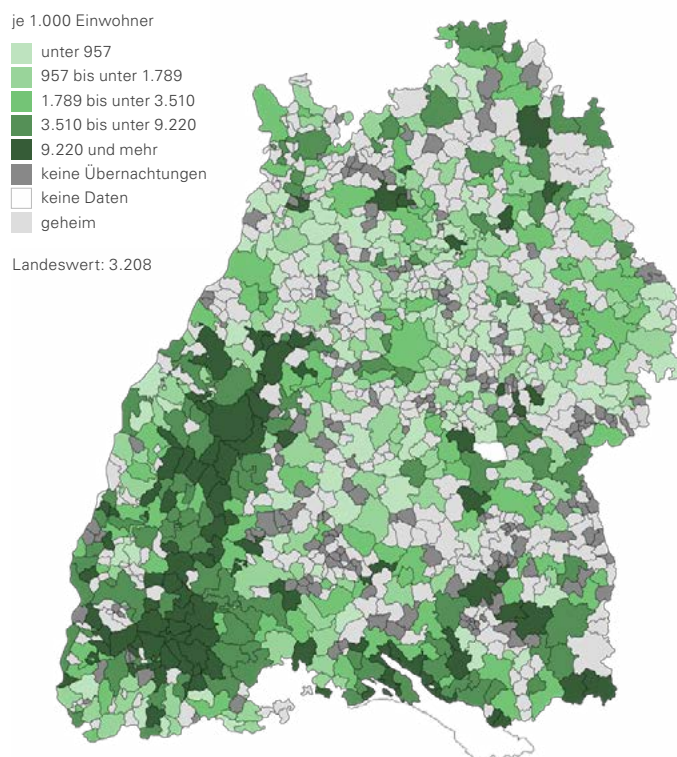 je 1.000 Einwohner
unter 957
957 bis unter 1.789
1.789 bis unter 3.510
3.510 bis unter 9.220
9.220 und mehr
keine Übernachtungen
keine Daten
geheim
Landeswert: 3.208